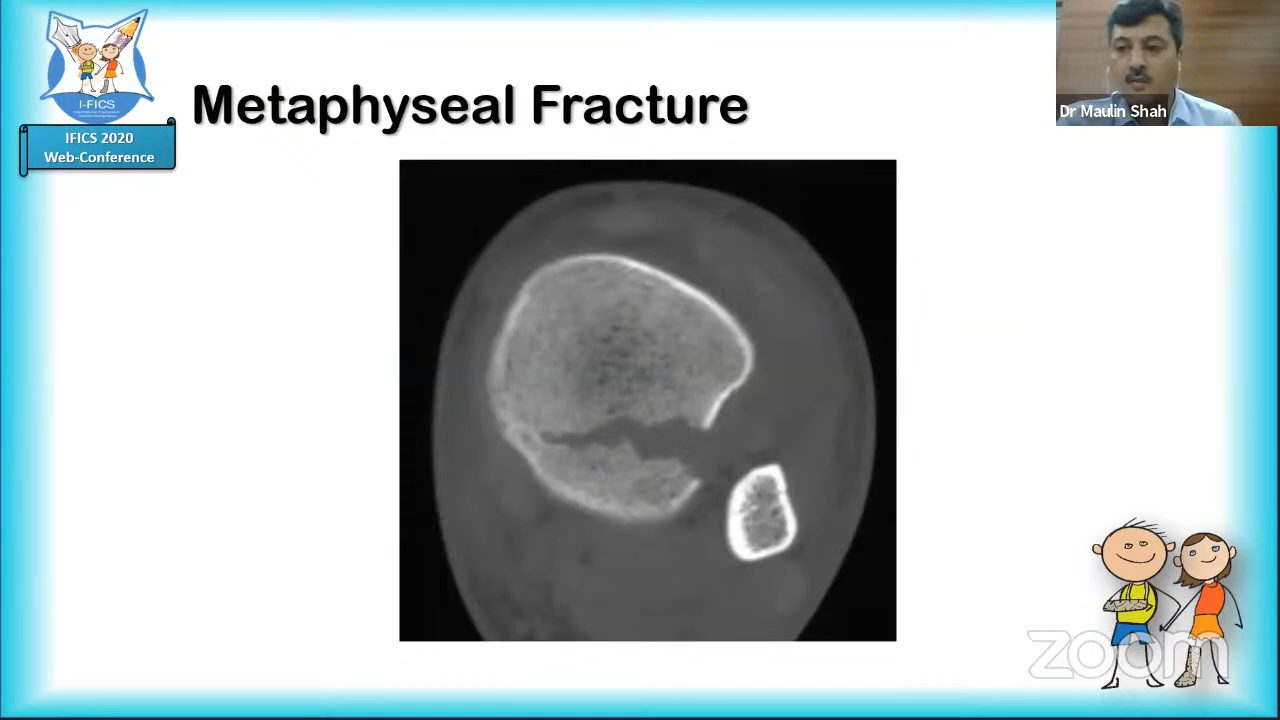 I-FICS
IFICS 2020
Web-Conference
Metaphyseal Fracture
Dr Maulin Shah
zoom